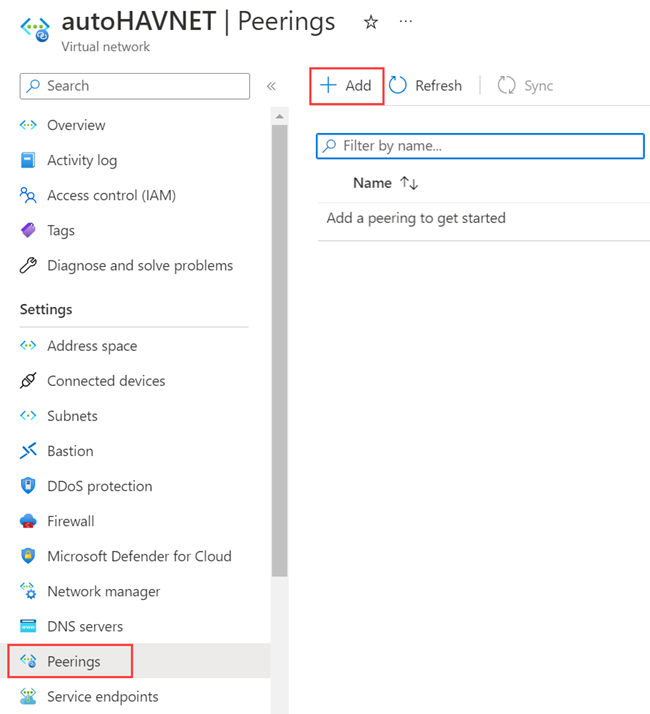 autoHAVNET | Peerings
Virtual network
Search
Overview
Activity log
Access control (IAM)
Tags
Diagnose and solve problems
Settings
Address space
Connected devices
Subnets
Bastion
DDoS protection
Firewall
Microsoft Defender for Cloud
Network manager
DNS servers
Peerings
Service endpoints
Add Refresh Sync
Filter by name...
Name
Add a peering to get started